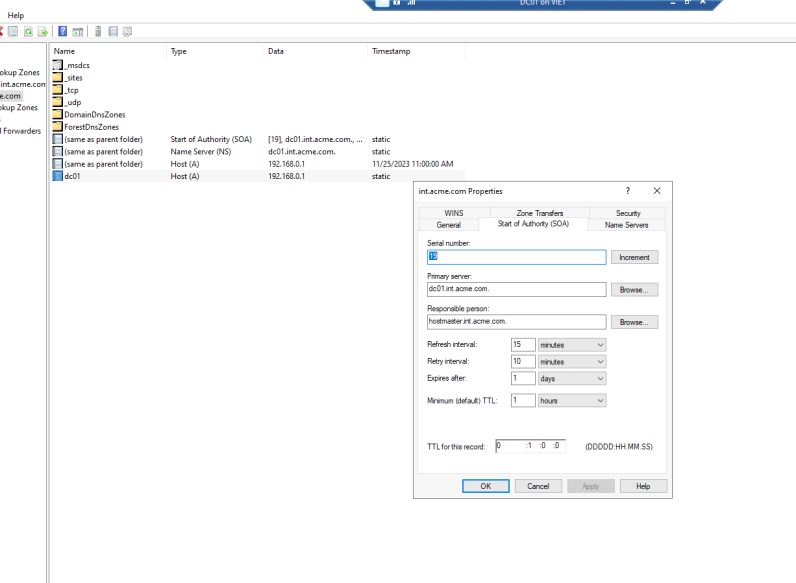 DC01 on VIET
Help
Name Type Data Timestamp
_msdcs
_sites
_tcp
_udp
DomainDnsZones
ForestDnsZones
(same as parent folder) Start of Authority (SOA) [19], dc01.int.acme.com., ... static
(same as parent folder) Name Server (NS) dc01.int.acme.com. static
(same as parent folder) Host (A) 192.168.0.1 11/25/2023 11:00:00 AM
dc01 Host (A) 192.168.0.1 static
okup Zones
int.acme.com
e.com
okup Zones
Forwarders
int.acme.com Properties ? X
WINS Zone Transfers Security
General Start of Authority (SOA) Name Servers
Serial number:
19 Increment
Primary server:
dc01.int.acme.com. Browse...
Responsible person:
hostmaster.int.acme.com. Browse...
Refresh interval: 15 minutes
Retry interval: 10 minutes
Expires after: 1 days
Minimum (default) TTL: 1 hours
TTL for this record: 0 :1 :0 :0 (DDDDD:HH.MM.SS)
OK Cancel Apply Help